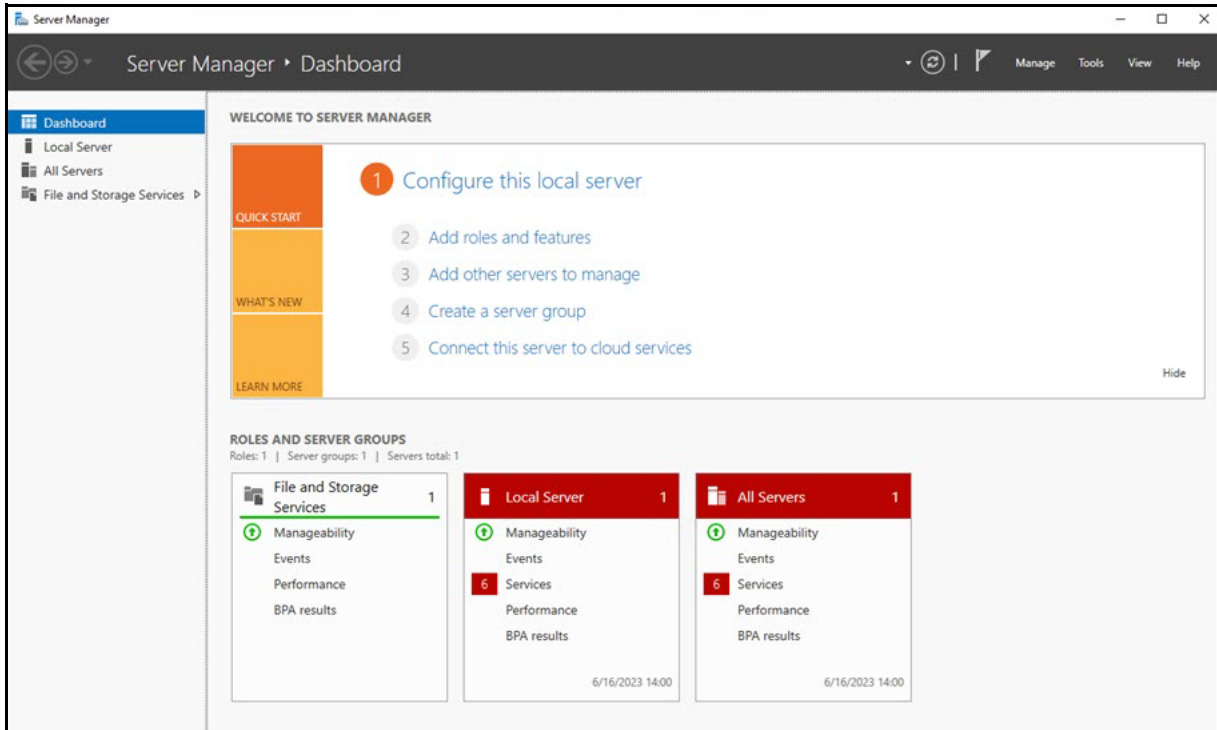 Server Manager
Server Manager ‣ Dashboard
Manage Tools View Help
Dashboard
Local Server
All Servers
File and Storage Services
WELCOME TO SERVER MANAGER
QUICK START
WHAT'S NEW
LEARN MORE
1 Configure this local server
2 Add roles and features
3 Add other servers to manage
4 Create a server group
5 Connect this server to cloud services
Hide
ROLES AND SERVER GROUPS
Roles: 1 | Server groups: 1 | Servers total: 1
File and Storage
Services
1
Manageability
Events
Performance
BPA results
Local Server 1
Manageability
Events
6 Services
Performance
BPA results
6/16/2023 14:00
All Servers 1
Manageability
Events
6 Services
Performance
BPA results
6/16/2023 14:00